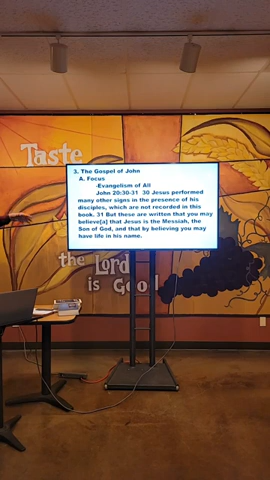 Taste
3. The Gospel of John
A. Focus
-Evangelism of All
John 20:30-31 30 Jesus performed
many other signs in the presence of his
disciples, which are not recorded in this
book. 31 But these are written that you may
believe[a] that Jesus is the Messiah, the
Son of God, and that by believing you may
have life in his name.
the Lord
is Good